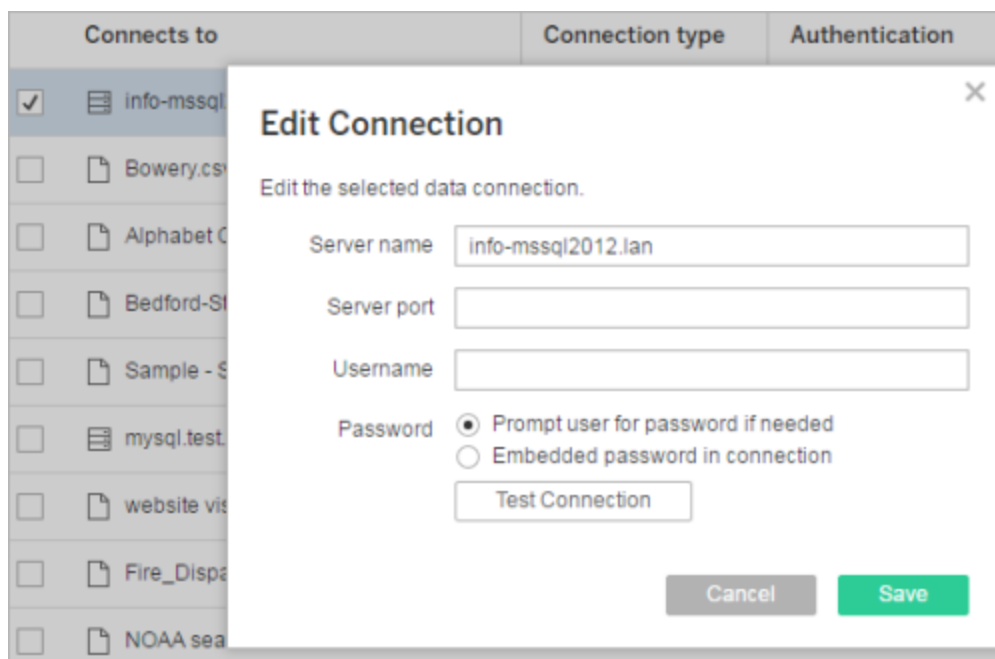 Connects to
Connection type
Authentication
info-mssql
Bowery.csv
Alphabet
Bedford-St
Sample - S
mysql.test.
website vis
Fire_Dispa
NOAA sea
Edit Connection
Edit the selected data connection.
Server name
info-mssql2012.lan
Server port
Username
Password
Prompt user for password if needed
Embedded password in connection
Test Connection
Cancel
Save